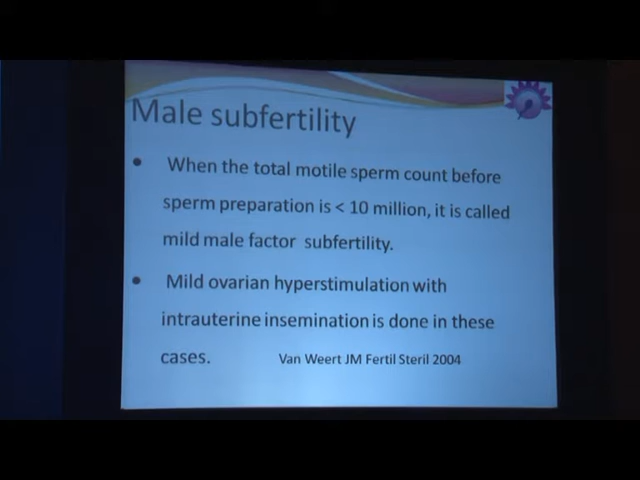 Male subfertility
• When the total motile sperm count before
sperm preparation is < 10 million, it is called
mild male factor subfertility.
• Mild ovarian hyperstimulation with
intrauterine insemination is done in these
cases. Van Weert JM Fertil Steril 2004